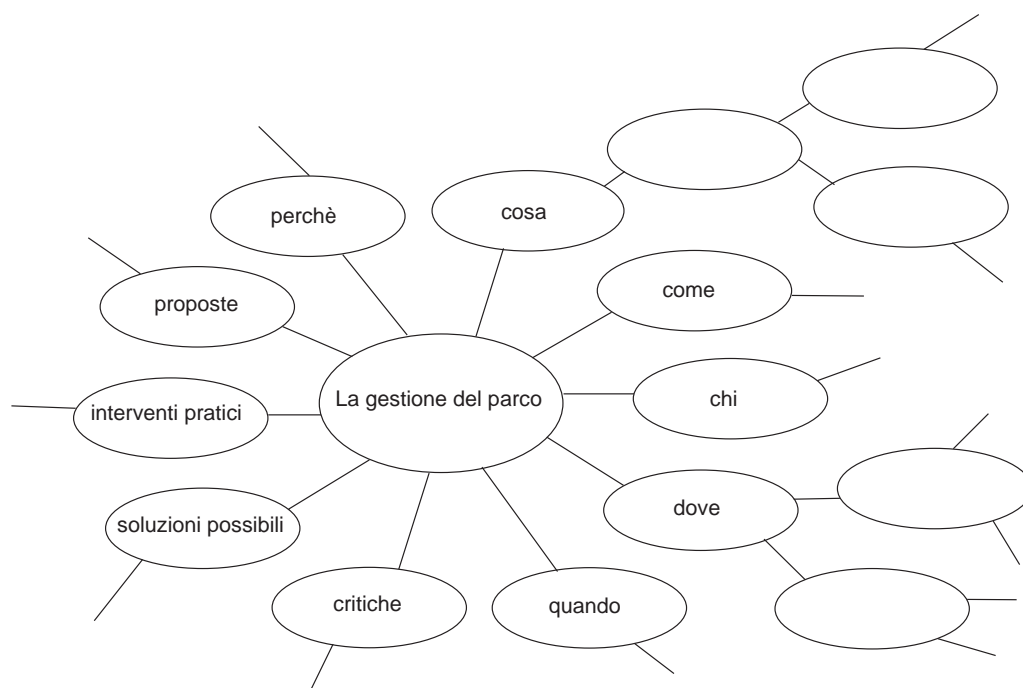 perchè
cosa
proposte
come
La gestione del parco
chi
interventi pratici
dove
soluzioni possibili
critiche
quando